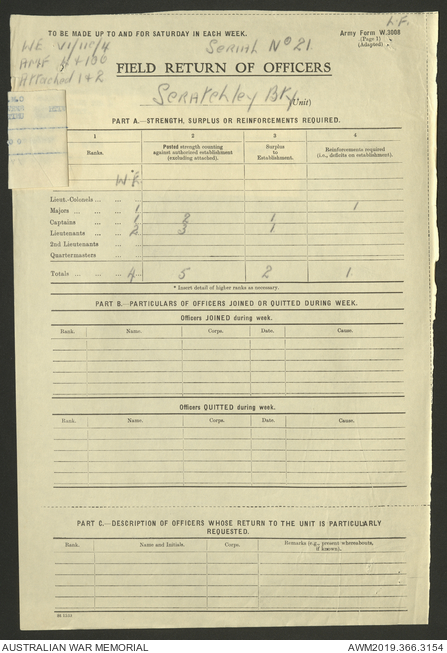 L.F.
TO BE MADE UP TO AND FOR SATURDAY IN EACH WEEK.
Army Form W.3008
(Page 1)
(Adapted)
WE VI/115/4
Serial No 21
Attached 1+2
FIELD RETURN OF OFFICERS
Scratchley Bty (Unit)
PART A.—STRENGTH, SURPLUS OR REINFORCEMENTS REQUIRED.
1 2 3 4
Ranks. Posted strength counting against authorized establishment (excluding attached). Surplus to Establishment. Reinforcements required (i.e., deficits on establishment).
W.E.
Lieut.-Colonels ... ...
Majors ... ... 1 1
Captains ... ... 1 2 1
Lieutenants ... ... 2 3 1
2nd Lieutenants ...
Quartermasters ...
Totals ... ... 4 5 2 1
* Insert detail of higher ranks as necessary.
PART B.—PARTICULARS OF OFFICERS JOINED OR QUITTED DURING WEEK.
Officers JOINED during week.
Rank. Name. Corps. Date. Cause.
Officers QUITTED during week.
Rank. Name. Corps. Date. Cause.
PART C.—DESCRIPTION OF OFFICERS WHOSE RETURN TO THE UNIT IS PARTICULARLY
REQUESTED.
Rank. Name and Initials. Corps. Remarks (e.g., present whereabouts, if known).
AUSTRALIAN WAR MEMORIAL
AWM2019.366.3154